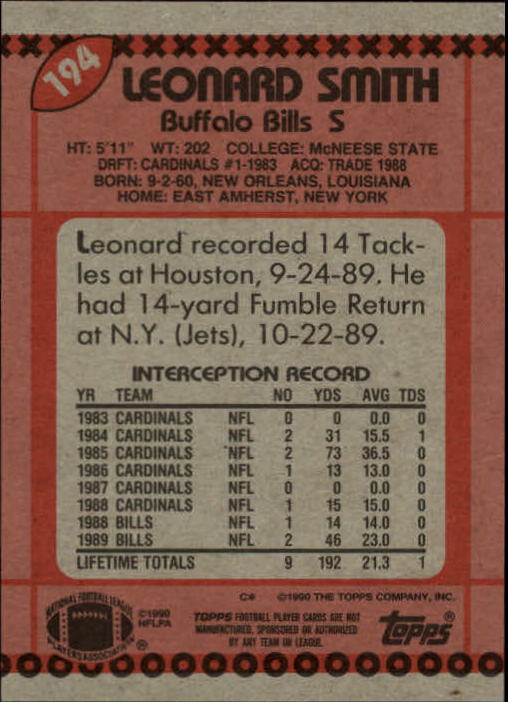 194
LEONARD SMITH
Buffalo Bills S
HT: 5'11" WT: 202 COLLEGE: McNEESE STATE
DRFT: CARDINALS #1-1983 ACQ: TRADE 1988
BORN: 9-2-60, NEW ORLEANS, LOUISIANA
HOME: EAST AMHERST, NEW YORK
Leonard recorded 14 Tack-
les at Houston, 9-24-89. He
had 14-yard Fumble Return
at N.Y. (Jets), 10-22-89.
INTERCEPTION RECORD
YR TEAM NO YDS AVG TDS
1983 CARDINALS NFL 0 0 0.0 0
1984 CARDINALS NFL 2 31 15.5 1
1985 CARDINALS NFL 2 73 36.5 0
1986 CARDINALS NFL 1 13 13.0 0
1987 CARDINALS NFL 0 0 0.0 0
1988 CARDINALS NFL 1 15 15.0 0
1988 BILLS NFL 1 14 14.0 0
1989 BILLS NFL 2 46 23.0 0
LIFETIME TOTALS 9 192 21.3 1
C* ©1990 THE TOPPS COMPANY, INC.
NATIONAL FOOTBALL LEAGUE
PLAYERS ASSOCIATION ®
©1990
NFLPA
TOPPS FOOTBALL PLAYER CARDS ARE NOT
MANUFACTURED, SPONSORED OR AUTHORIZED
BY ANY TEAM OR LEAGUE.
topps®